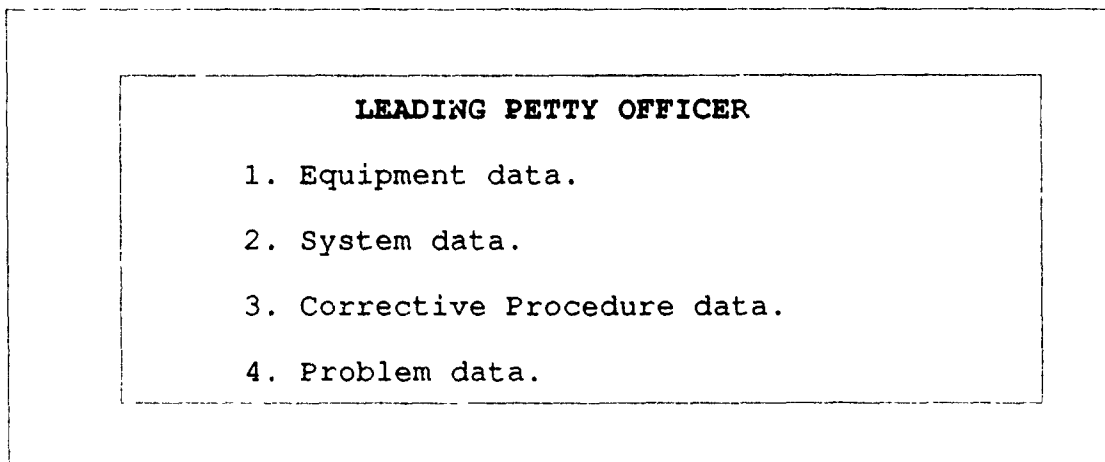 LEADING PETTY OFFICER
1. Equipment data.
2. System data.
3. Corrective Procedure data.
4. Problem data.